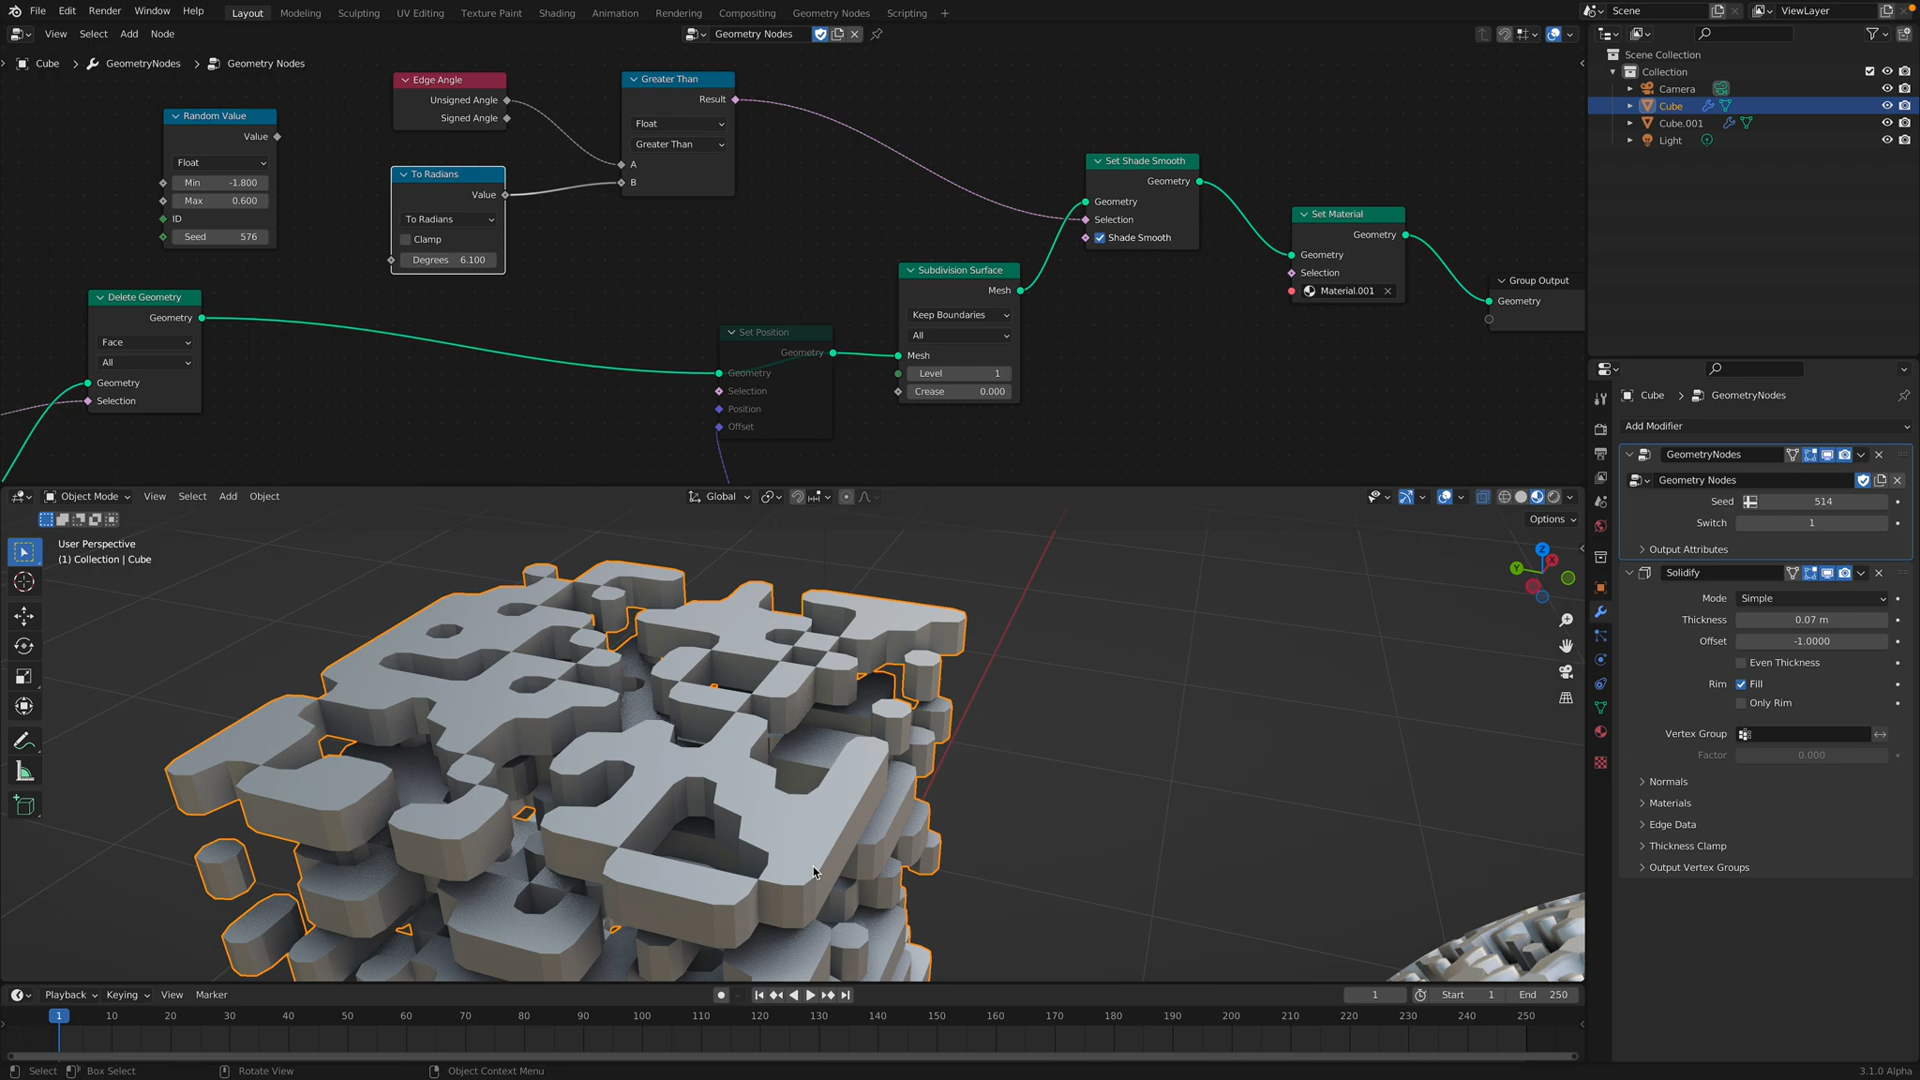 File Edit Render Window Help
Layout Modeling Sculpting UV Editing Texture Paint Shading Animation Rendering Compositing Geometry Nodes Scripting +
Scene
ViewLayer
View Select Add Node
Geometry Nodes
Cube > GeometryNodes > Geometry Nodes
Random Value
Value
Float
Min -1.800
Max 0.600
ID
Seed 576
Edge Angle
Unsigned Angle
Signed Angle
To Radians
Value
To Radians
Clamp
Degrees 6.100
Greater Than
Result
Float
Greater Than
A
B
Delete Geometry
Geometry
Face
All
Geometry
Selection
Set Position
Geometry
Geometry
Selection
Position
Offset
Subdivision Surface
Mesh
Keep Boundaries
All
Mesh
Level 1
Crease 0.000
Set Shade Smooth
Geometry
Geometry
Selection
Shade Smooth
Set Material
Geometry
Geometry
Selection
Material.001
Group Output
Geometry
Scene Collection
Collection
Camera
Cube
Cube.001
Light
Cube > GeometryNodes
Add Modifier
GeometryNodes
Geometry Nodes
Seed 514
Switch 1
Output Attributes
Solidify
Mode Simple
Thickness 0.07 m
Offset -1.0000
Even Thickness
Rim Fill
Only Rim
Vertex Group
Factor 0.000
Normals
Materials
Edge Data
Thickness Clamp
Output Vertex Groups
Object Mode View Select Add Object
Global
Options
User Perspective
(1) Collection | Cube
Z
X
Y
Playback Keying View Marker
1 Start 1 End 250
1 10 20 30 40 50 60 70 80 90 100 110 120 130 140 150 160 170 180 190 200 210 220 230 240 250
Select Box Select Rotate View Object Context Menu
3.1.0 Alpha